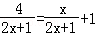 4/(2x+1) = x/(2x+1) + 1